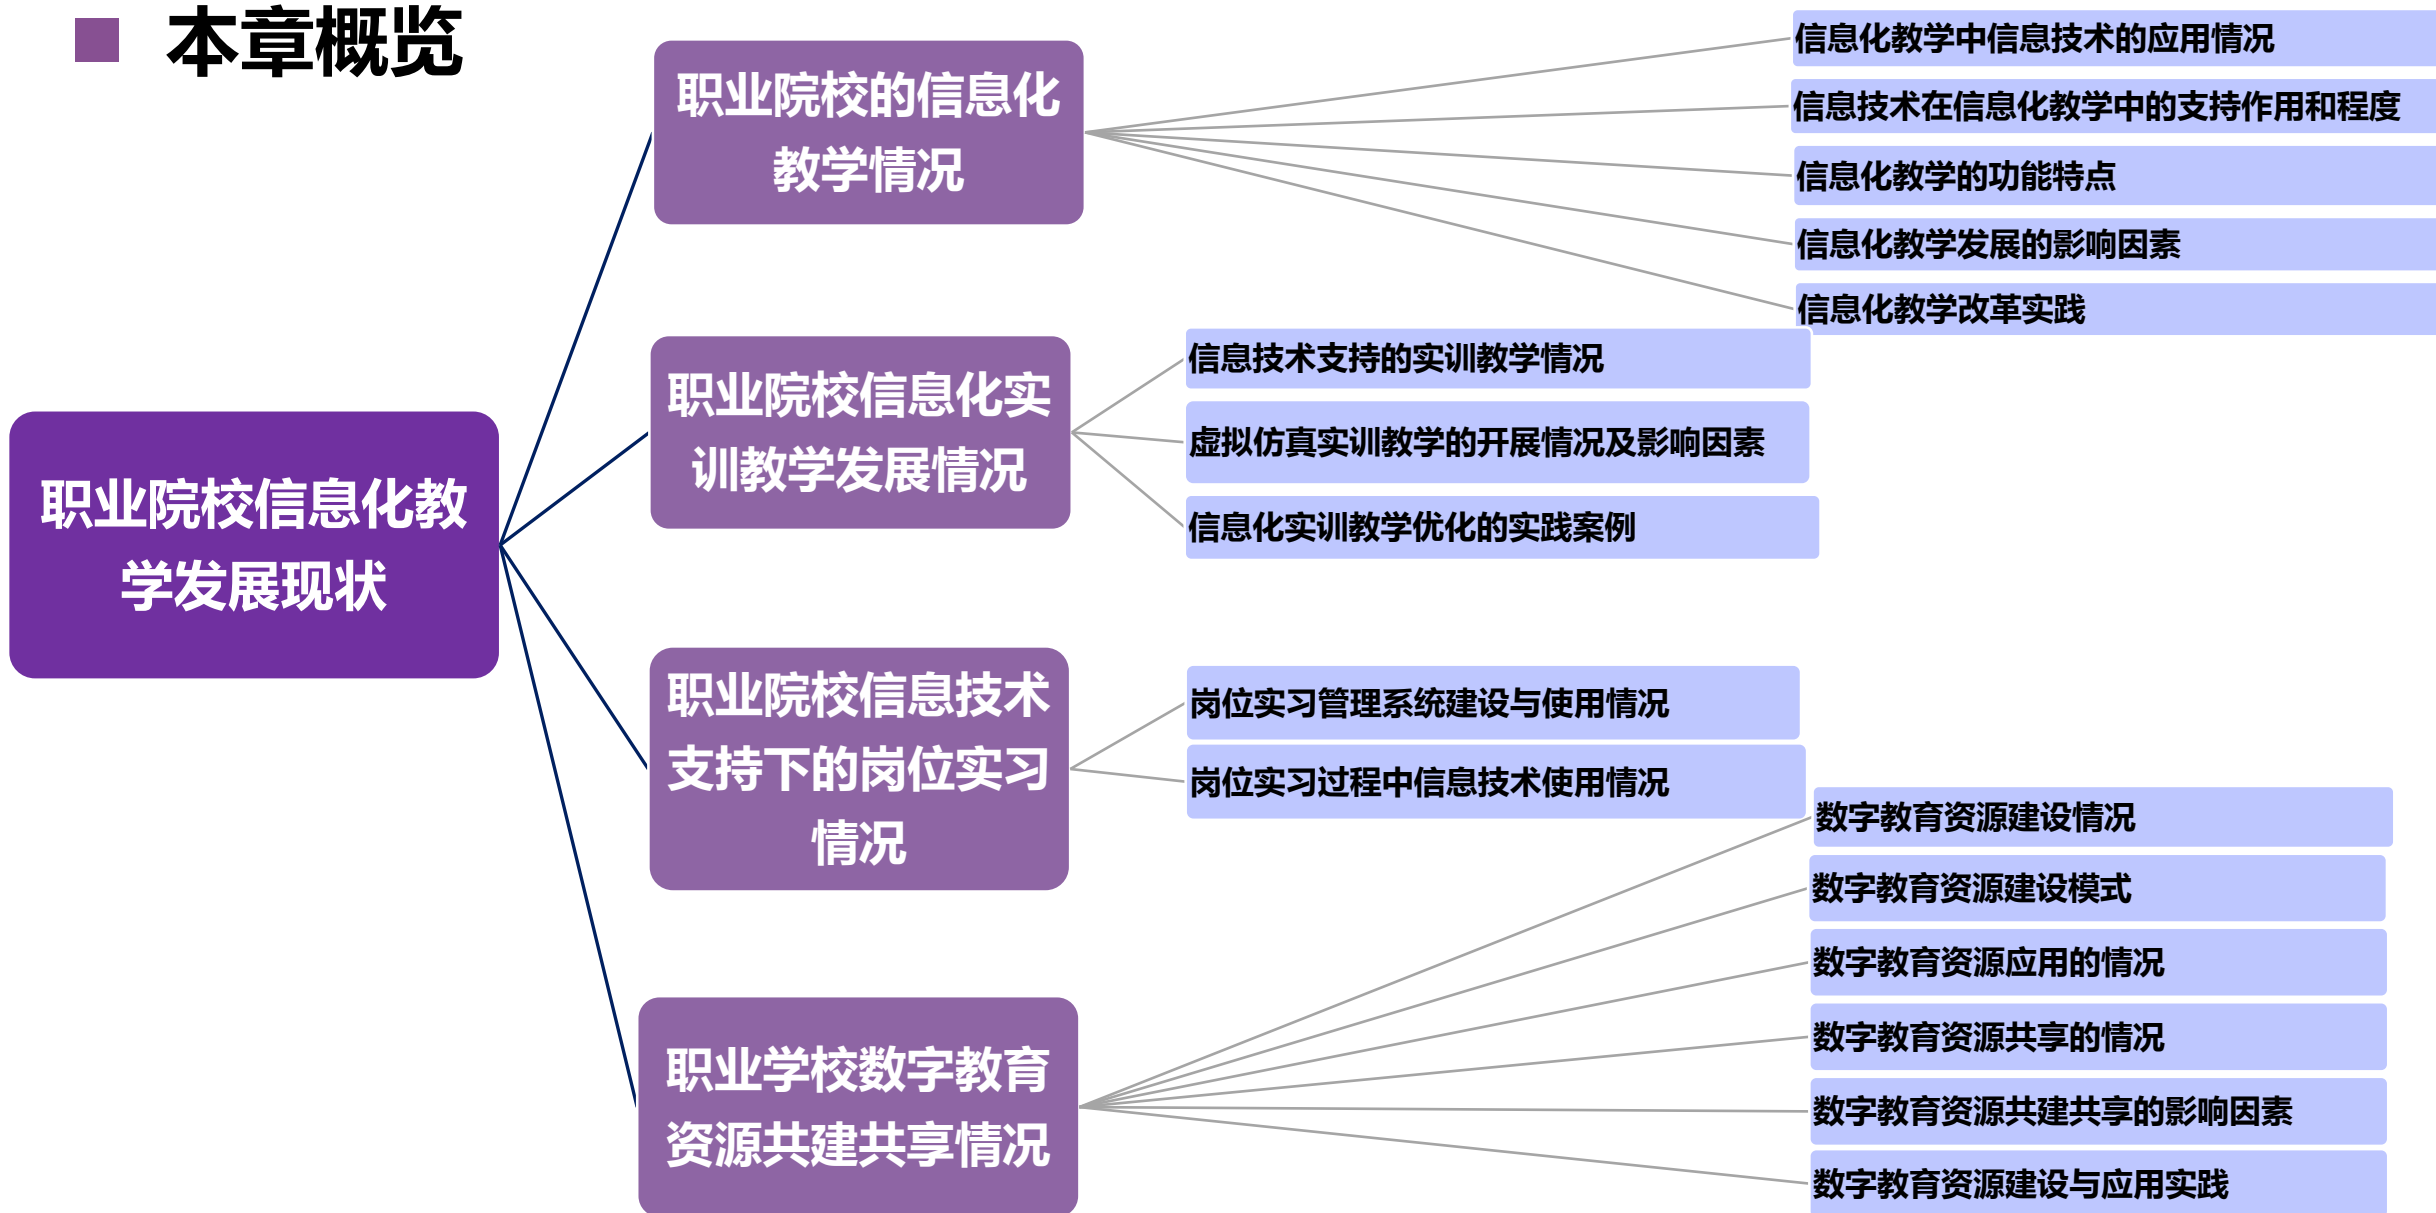 本章概览
职业院校信息化教
学发展现状
职业院校的信息化
教学情况
信息化教学中信息技术的应用情况
信息技术在信息化教学中的支持作用和程度
信息化教学的功能特点
信息化教学发展的影响因素
信息化教学改革实践
职业院校信息化实
训教学发展情况
信息技术支持的实训教学情况
虚拟仿真实训教学的开展情况及影响因素
信息化实训教学优化的实践案例
职业院校信息技术
支持下的岗位实习
情况
岗位实习管理系统建设与使用情况
岗位实习过程中信息技术使用情况
职业学校数字教育
资源共建共享情况
数字教育资源建设情况
数字教育资源建设模式
数字教育资源应用的情况
数字教育资源共享的情况
数字教育资源共建共享的影响因素
数字教育资源建设与应用实践